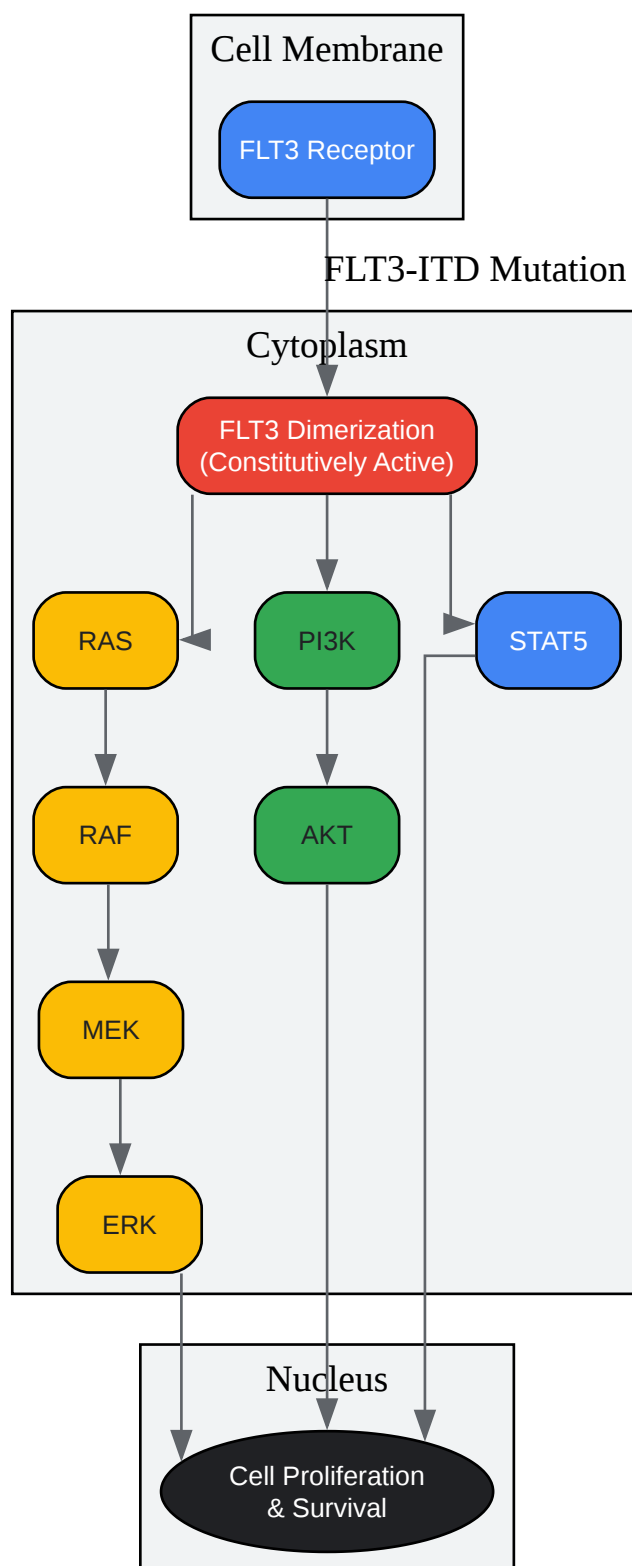 Cell Membrane
FLT3 Receptor
FLT3-ITD Mutation
Cytoplasm
FLT3 Dimerization
(Constitutively Active)
RAS
PI3K
STAT5
RAF
AKT
MEK
ERK
Nucleus
Cell Proliferation
& Survival